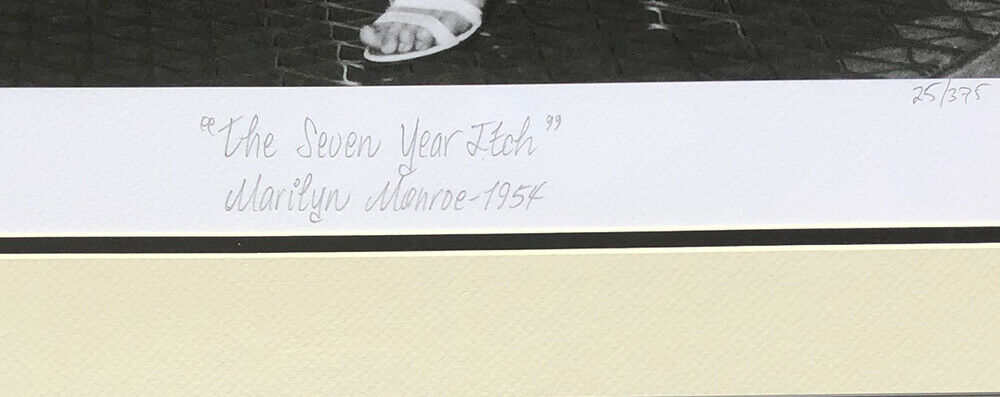 25/375
"The Seven Year Itch"
Marilyn Monroe-1954